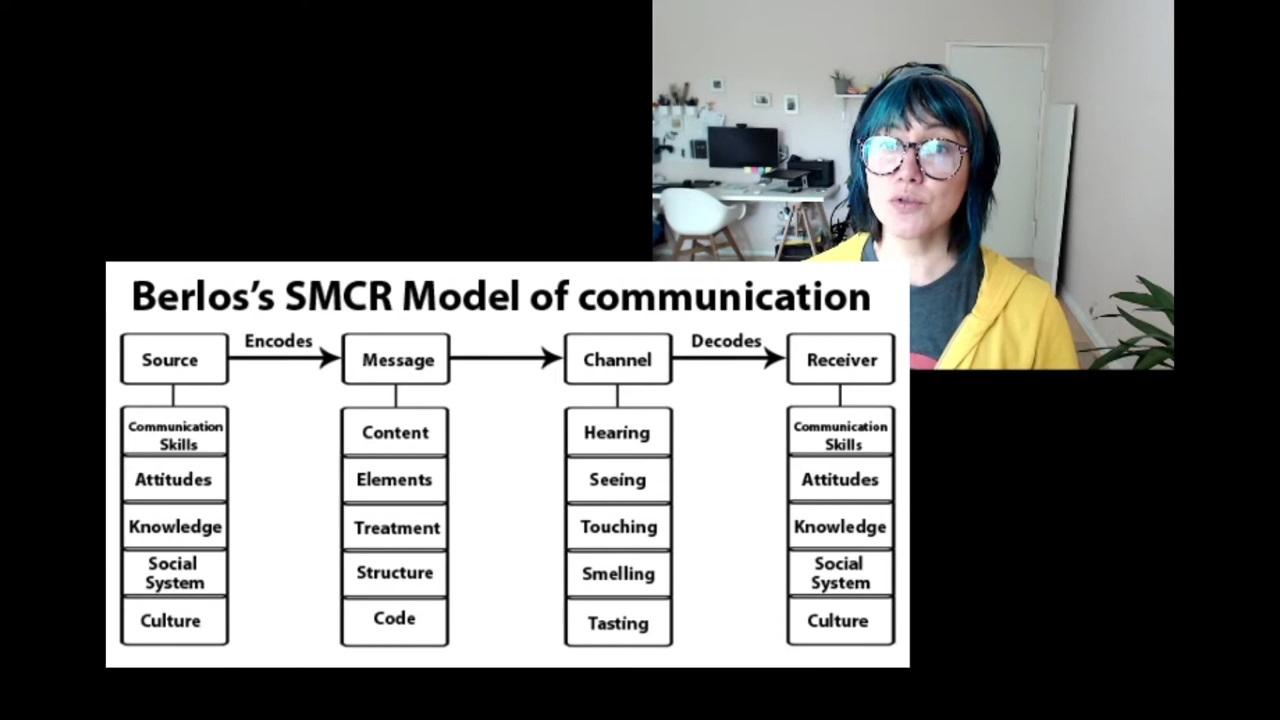 Berlos's SMCR Model of communication
Encodes
Decodes
Source
Message
Channel
Receiver
Communication
Skills
Content
Hearing
Communication
Skills
Attitudes
Elements
Seeing
Attitudes
Knowledge
Treatment
Touching
Knowledge
Social
System
Structure
Smelling
Social
System
Culture
Code
Tasting
Culture